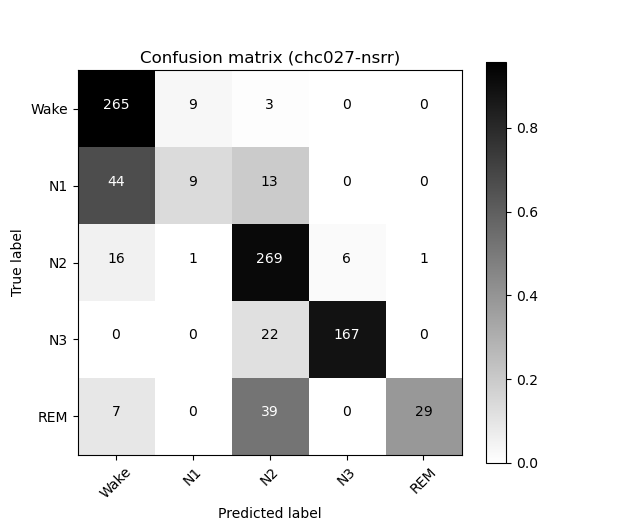 Confusion matrix (chc027-nsrr)
True label
Wake 265 9 3 0 0
N1 44 9 13 0 0
N2 16 1 269 6 1
N3 0 0 22 167 0
REM 7 0 39 0 29
Wake N1 N2 N3 REM
Predicted label
0.8
0.6
0.4
0.2
0.0